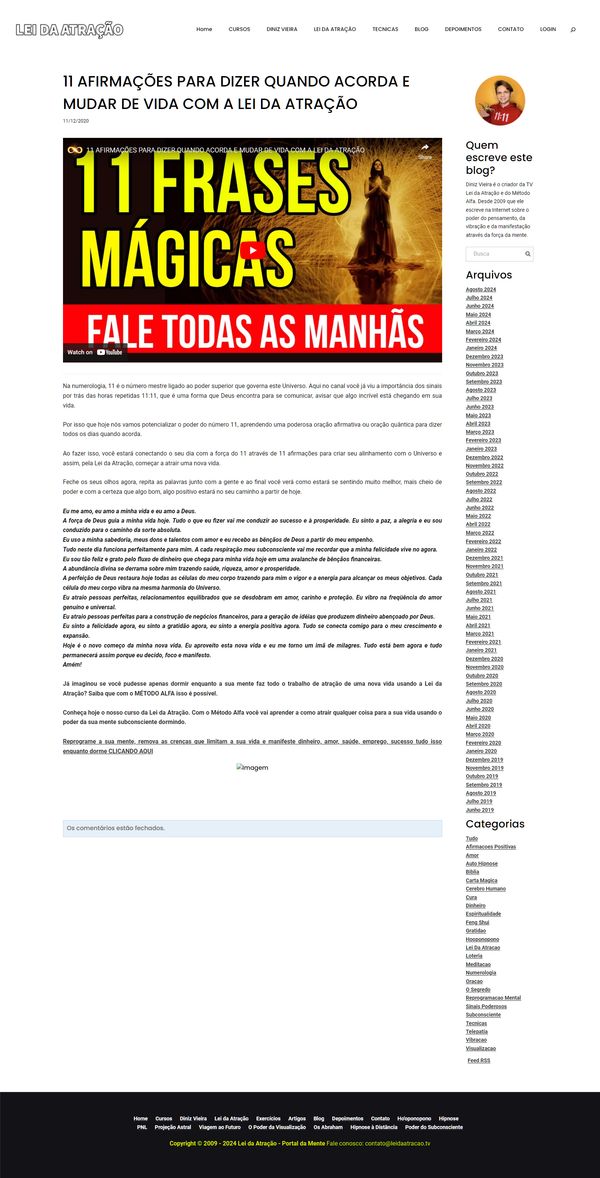 LEI DA ATRAÇÃO
Home CURSOS DINIZ VIEIRA LEI DA ATRAÇÃO TECNICAS BLOG DEPOIMENTOS CONTATO LOGIN
11 AFIRMAÇÕES PARA DIZER QUANDO ACORDA E
MUDAR DE VIDA COM A LEI DA ATRAÇÃO
11/12/2020
11 AFIRMAÇÕES PARA DIZER QUANDO ACORDA E MUDAR DE VIDA COM A LEI DA ATRAÇÃO
Share
11 FRASES
MÁGICAS
FALE TODAS AS MANHÃS
Watch on YouTube
Na numerologia, 11 é o número mestre ligado ao poder superior que governa este Universo. Aqui no canal você já viu a importância dos sinais
por trás das horas repetidas 11:11, que é uma forma que Deus encontra para se comunicar, avisar que algo incrível está chegando em sua
vida.
Por isso que hoje nós vamos potencializar o poder do número 11, aprendendo uma poderosa oração afirmativa ou oração quântica para dizer
todos os dias quando acorda.
Ao fazer isso, você estará conectando o seu dia com a força do 11 através de 11 afirmações para criar seu alinhamento com o Universo e
assim, pela Lei da Atração, começar a atrair uma nova vida.
Feche os seus olhos agora, repita as palavras junto com a gente e ao final você verá como estará se sentindo muito melhor, mais cheio de
poder e com a certeza que algo bom, algo positivo estará no seu caminho a partir de hoje.
Eu me amo, eu amo a minha vida e eu amo a Deus.
A força de Deus guia a minha vida hoje. Tudo o que eu fizer vai me conduzir ao sucesso e à prosperidade. Eu sinto a paz, a alegria e eu sou
conduzido para o caminho da sorte absoluta.
Eu uso a minha sabedoria, meus dons e talentos com amor e eu recebo as bênçãos de Deus a partir do meu empenho.
Tudo neste dia funciona perfeitamente para mim. A cada respiração meu subconsciente vai me recordar que a minha felicidade vive no agora.
Eu sou tão feliz e grato pelo fluxo de dinheiro que chega para minha vida hoje em uma avalanche de bênçãos financeiras.
A abundância divina se derrama sobre mim trazendo saúde, riqueza, amor e prosperidade.
A perfeição de Deus restaura hoje todas as células do meu corpo trazendo para mim o vigor e a energia para alcançar os meus objetivos. Cada
célula do meu corpo vibra na mesma harmonia do Universo.
Eu atraio pessoas perfeitas, relacionamentos equilibrados que se desdobram em amor, carinho e proteção. Eu vibro na freqüência do amor
genuíno e universal.
Eu atraio pessoas perfeitas para a construção de negócios financeiros, para a geração de idéias que produzem dinheiro abençoado por Deus.
Eu sinto a felicidade agora, eu sinto a gratidão agora, eu sinto a energia positiva agora. Tudo se conecta comigo para o meu crescimento e
expansão.
Hoje é o novo começo da minha nova vida. Eu aproveito esta nova vida e eu me torno um imã de milagres. Tudo está bem agora e tudo
permanecerá assim porque eu decido, foco e manifesto.
Amém!
Já imaginou se você pudesse apenas dormir enquanto a sua mente faz todo o trabalho de atração de uma nova vida usando a Lei da
Atração? Saiba que com o MÉTODO ALFA isso é possível.
Conheça hoje o nosso curso da Lei da Atração. Com o Método Alfa você vai aprender a como atrair qualquer coisa para a sua vida usando o
poder da sua mente subconsciente dormindo.
Reprograme a sua mente, remova as crenças que limitam a sua vida e manifeste dinheiro, amor, saúde, emprego, sucesso tudo isso
enquanto dorme CLICANDO AQUI
Imagem
Os comentários estão fechados.
11:11
Quem
escreve este
blog?
Diniz Vieira é o criador da TV
Lei da Atração e do Método
Alfa. Desde 2009 que ele
escreve na Internet sobre o
poder do pensamento, da
vibração e da manifestação
através da força da mente.
Busca
Arquivos
Agosto 2024
Julho 2024
Junho 2024
Maio 2024
Abril 2024
Março 2024
Fevereiro 2024
Janeiro 2024
Dezembro 2023
Novembro 2023
Outubro 2023
Setembro 2023
Agosto 2023
Julho 2023
Junho 2023
Maio 2023
Abril 2023
Março 2023
Fevereiro 2023
Janeiro 2023
Dezembro 2022
Novembro 2022
Outubro 2022
Setembro 2022
Agosto 2022
Julho 2022
Junho 2022
Maio 2022
Abril 2022
Março 2022
Fevereiro 2022
Janeiro 2022
Dezembro 2021
Novembro 2021
Outubro 2021
Setembro 2021
Agosto 2021
Julho 2021
Junho 2021
Maio 2021
Abril 2021
Março 2021
Fevereiro 2021
Janeiro 2021
Dezembro 2020
Novembro 2020
Outubro 2020
Setembro 2020
Agosto 2020
Julho 2020
Junho 2020
Maio 2020
Abril 2020
Março 2020
Fevereiro 2020
Janeiro 2020
Dezembro 2019
Novembro 2019
Outubro 2019
Setembro 2019
Agosto 2019
Julho 2019
Junho 2019
Categorias
Tudo
Afirmacoes Positivas
Amor
Auto Hipnose
Bíblia
Carta Magica
Cerebro Humano
Cura
Dinheiro
Espiritualidade
Feng Shui
Gratidao
Hooponopono
Lei Da Atracao
Loteria
Meditacao
Numerologia
Oracao
O Segredo
Reprogramacao Mental
Sinais Poderosos
Subconsciente
Tecnicas
Telepatia
Vibracao
Visualizacao
Feed RSS
Home Cursos Diniz Vieira Lei da Atração Exercícios Artigos Blog Depoimentos Contato Ho'oponopono Hipnose
PNL Projeção Astral Viagem ao Futuro O Poder da Visualização Os Abraham Hipnose à Distância Poder do Subconsciente
Copyright © 2009 - 2024 Lei da Atração - Portal da Mente Fale conosco: contato@leidaatracao.tv